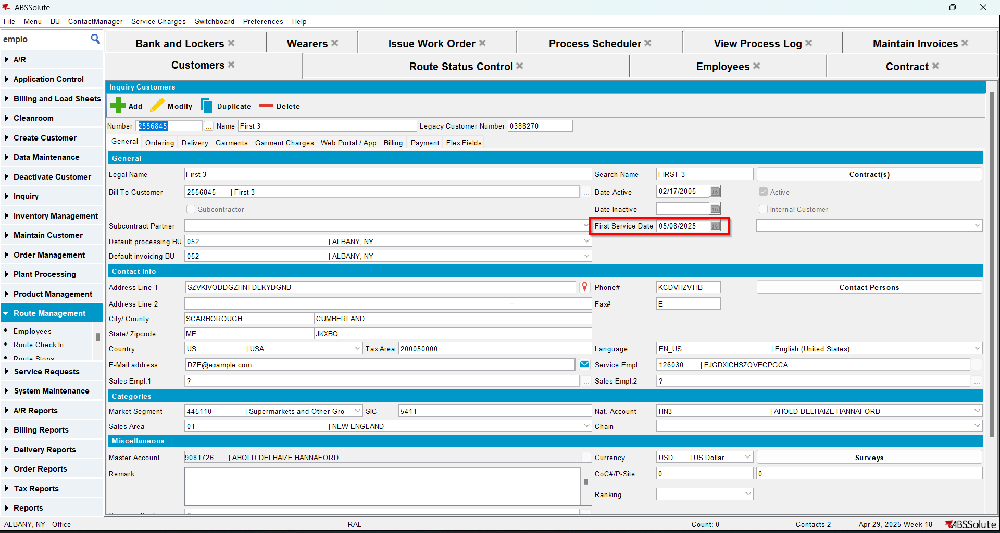 ABSSolute
File Menu BU ContactManager Service Charges Switchboard Preferences Help
emplo
Bank and Lockers Wearers Issue Work Order Process Scheduler View Process Log Maintain Invoices
Customers Route Status Control Employees Contract
A/R
Application Control
Billing and Load Sheets
Cleanroom
Create Customer
Data Maintenance
Deactivate Customer
Inquiry
Inventory Management
Maintain Customer
Order Management
Plant Processing
Product Management
Route Management
Employees
Route Check In
Route Stops
Service Requests
System Maintenance
A/R Reports
Billing Reports
Delivery Reports
Order Reports
Tax Reports
Reports
Inquiry Customers
Add Modify Duplicate Delete
Number 2556845 ... Name First 3 Legacy Customer Number 0388270
General Ordering Delivery Garments Garment Charges Web Portal / App Billing Payment Flex Fields
General
Legal Name First 3 Search Name FIRST 3 Contract(s)
Bill To Customer 2556845 | First 3 ... Date Active 02/17/2005 16 Active
Subcontractor Date Inactive 16 Internal Customer
Subcontract Partner First Service Date 05/08/2025 16
Default processing BU 052 | ALBANY, NY
Default invoicing BU 052 | ALBANY, NY
Contact info
Address Line 1 SZVKIVODDGZHNTDLKYDGNB Phone# KCDVHZVTIB Contact Persons
Address Line 2 Fax# E
City/ County SCARBOROUGH CUMBERLAND
State/ Zipcode ME JKXBQ
Country US | USA Tax Area 200050000 Language EN_US | English (United States)
E-Mail address DZE@example.com Service Empl. 126030 | EJGDXICHSZQVECPGCA ...
Sales Empl.1 ? ... Sales Empl.2 ? ...
Categories
Market Segment 445110 | Supermarkets and Other Gro SIC 5411 Nat. Account HN3 | AHOLD DELHAIZE HANNAFORD
Sales Area 01 | NEW ENGLAND Chain
Miscellaneous
Master Account 9081726 | AHOLD DELHAIZE HANNAFORD ... Currency USD | US Dollar Surveys
Remark CoC#/P-Site 0 0
Ranking
ALBANY, NY - Office RAL Count: 0 Contacts 2 Apr 29, 2025 Week 18 ABSSolute